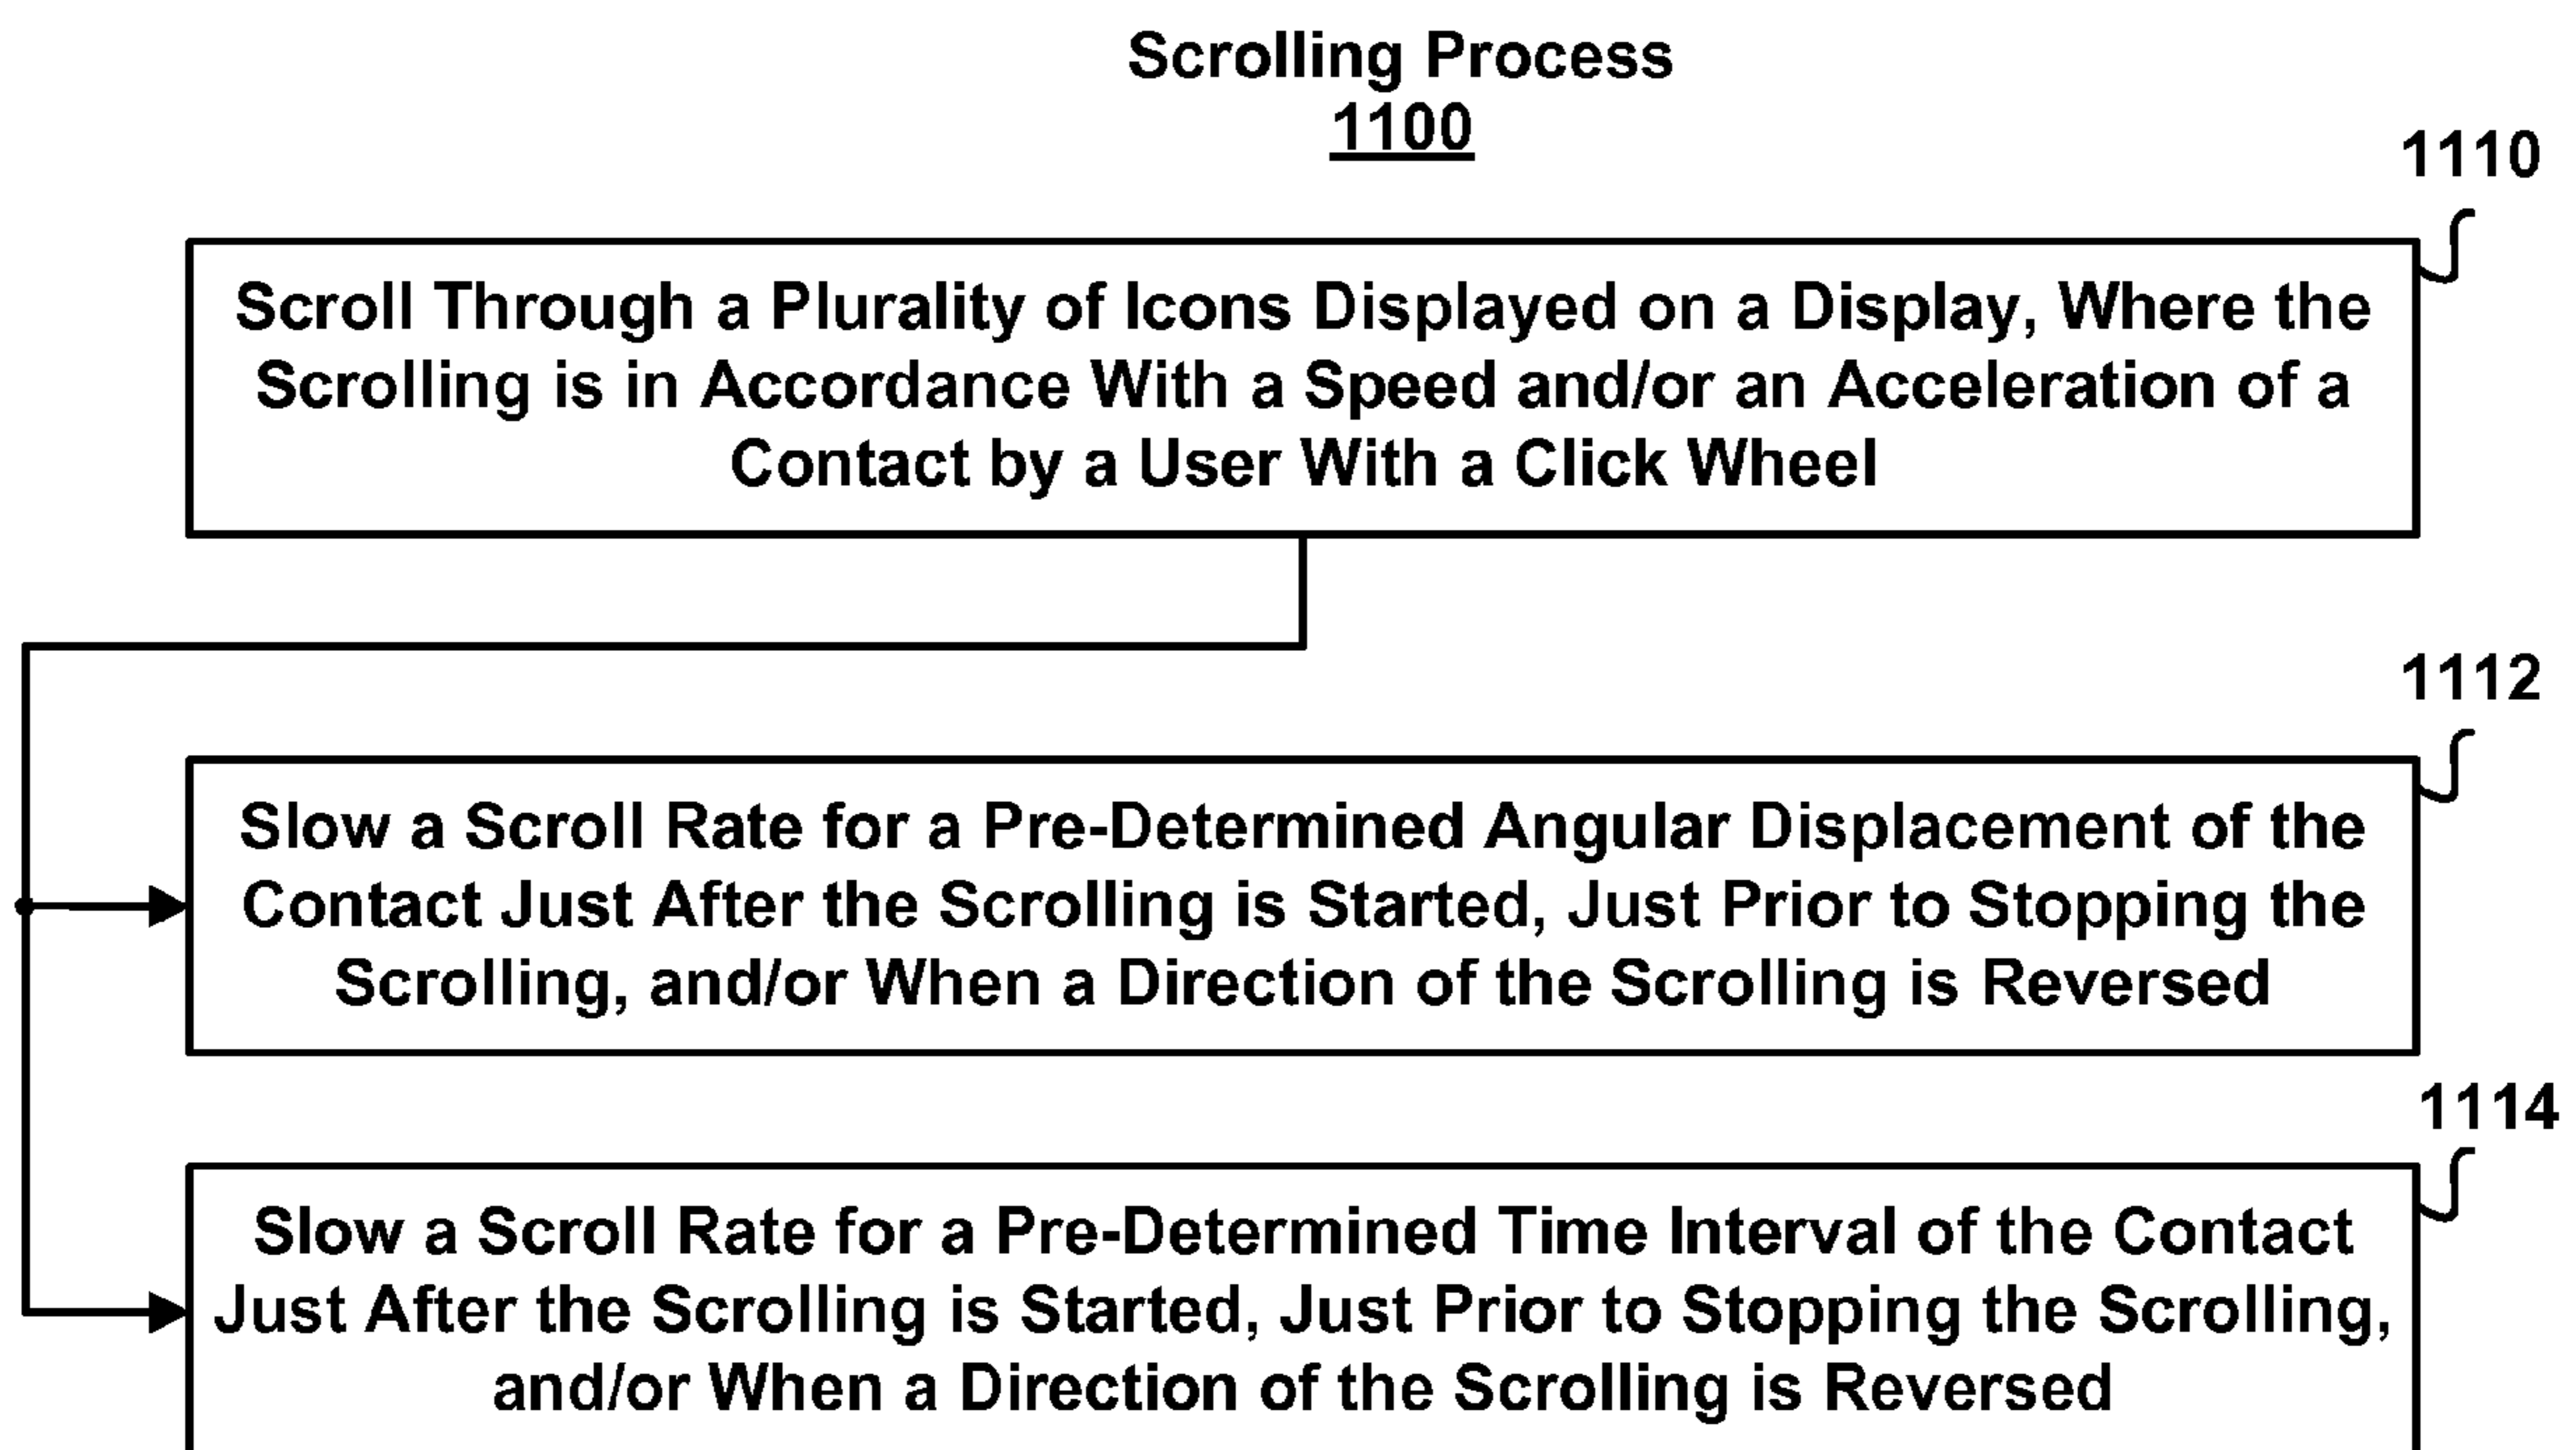 Scrolling Process
1100
1110
Scroll Through a Plurality of Icons Displayed on a Display, Where the
Scrolling is in Accordance With a Speed and/or an Acceleration of a
Contact by a User With a Click Wheel
1112
Slow a Scroll Rate for a Pre-Determined Angular Displacement of the
Contact Just After the Scrolling is Started, Just Prior to Stopping the
Scrolling, and/or When a Direction of the Scrolling is Reversed
1114
Slow a Scroll Rate for a Pre-Determined Time Interval of the Contact
Just After the Scrolling is Started, Just Prior to Stopping the Scrolling,
and/or When a Direction of the Scrolling is Reversed